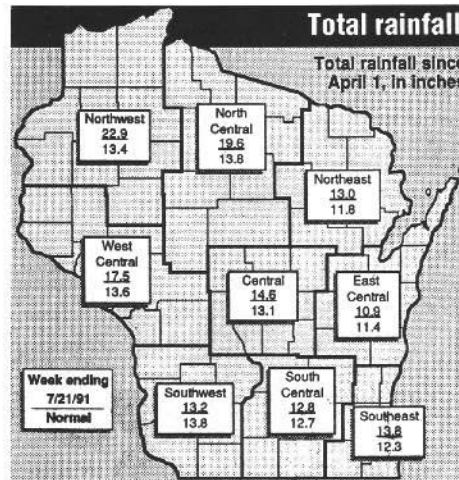 Total rainfall
Total rainfall since
April 1, in inches
Northwest
22.9
13.4
North
Central
19.6
13.8
Northeast
13.0
11.8
West
Central
17.5
13.6
Central
14.6
13.1
East
Central
10.9
11.4
Week ending
7/21/91
Normal
Southwest
13.2
13.8
South
Central
12.8
12.7
Southeast
13.8
12.3